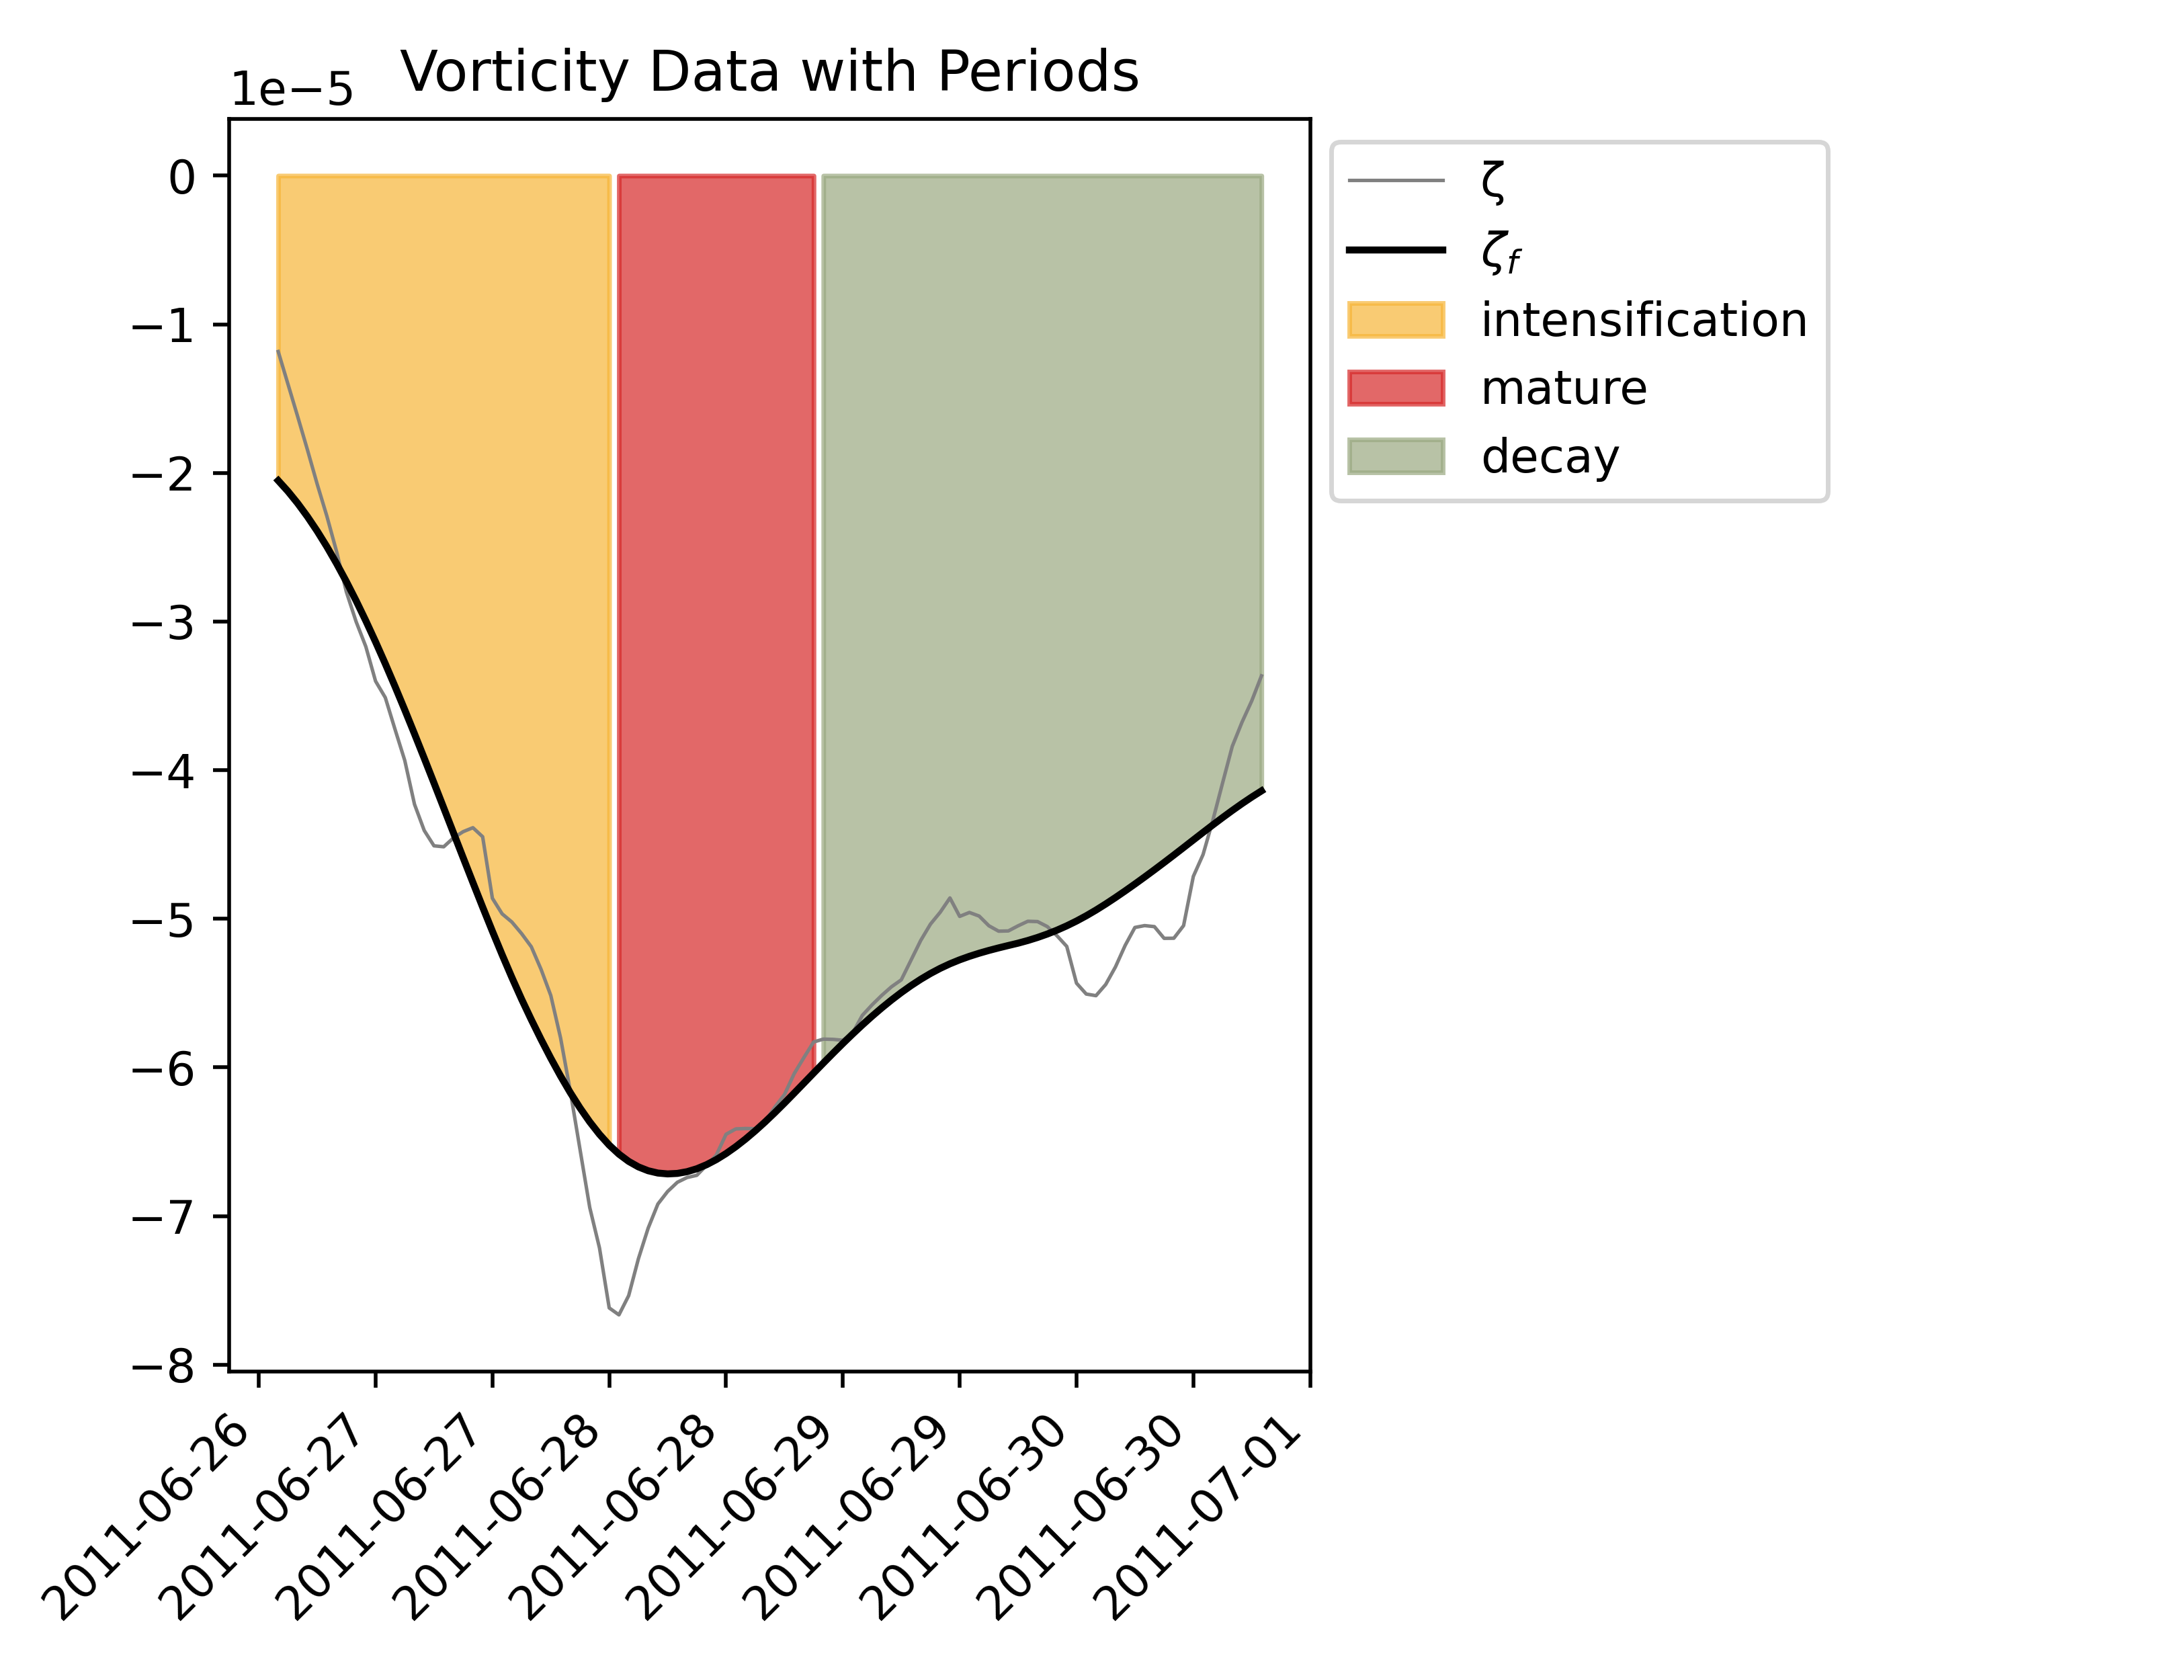 Vorticity Data with Periods
1e−5
0
−1
−2
−3
−4
−5
−6
−7
−8
2011-06-26
2011-06-27
2011-06-27
2011-06-28
2011-06-28
2011-06-29
2011-06-29
2011-06-30
2011-06-30
2011-07-01
ζ
ζf
intensification
mature
decay